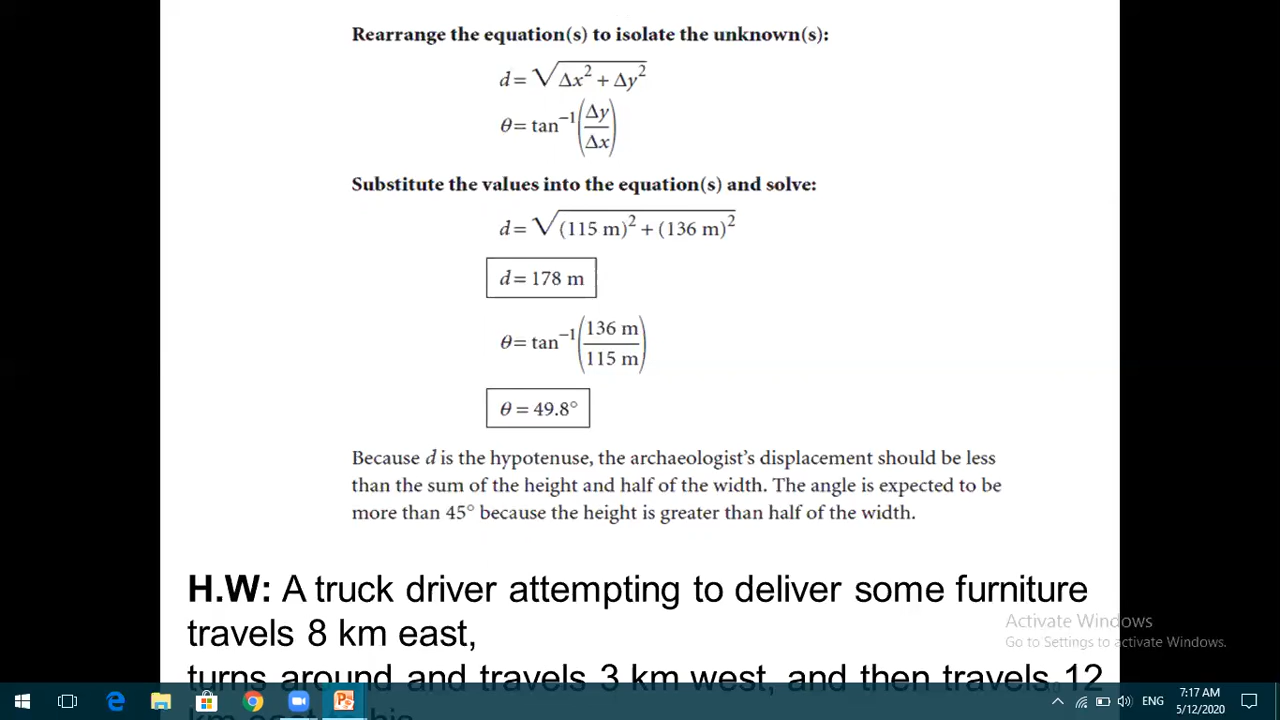 Rearrange the equation(s) to isolate the unknown(s):
d = √Δx² + Δy²
θ = tan⁻¹(Δy/Δx)
Substitute the values into the equation(s) and solve:
d = √(115 m)² + (136 m)²
d = 178 m
θ = tan⁻¹(136 m/115 m)
θ = 49.8°
Because d is the hypotenuse, the archaeologist's displacement should be less
than the sum of the height and half of the width. The angle is expected to be
more than 45° because the height is greater than half of the width.
H.W: A truck driver attempting to deliver some furniture
travels 8 km east,
turns around and travels 3 km west, and then travels 12
Activate Windows
Go to Settings to activate Windows.
ENG
7:17 AM
5/12/2020